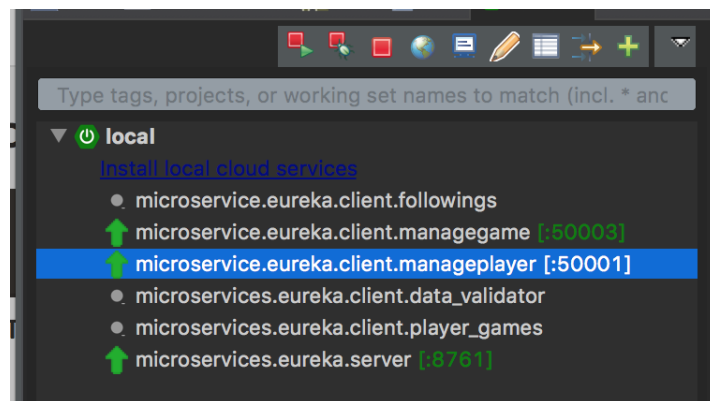 Type tags, projects, or working set names to match (incl. * and
local
Install local cloud services
microservice.eureka.client.followings
microservice.eureka.client.managegame [:50003]
microservice.eureka.client.manageplayer [:50001]
microservices.eureka.client.data_validator
microservices.eureka.client.player_games
microservices.eureka.server [:8761]